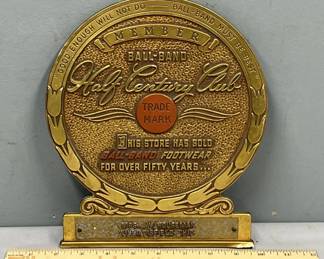 GOOD ENOUGH WILL NOT DO
BALL-BAND MUST BE BEST
MEMBER
BALL-BAND
Half Century Club
TRADE
MARK
THIS STORE HAS SOLD
BALL-BAND FOOTWEAR
FOR OVER FIFTY YEARS...